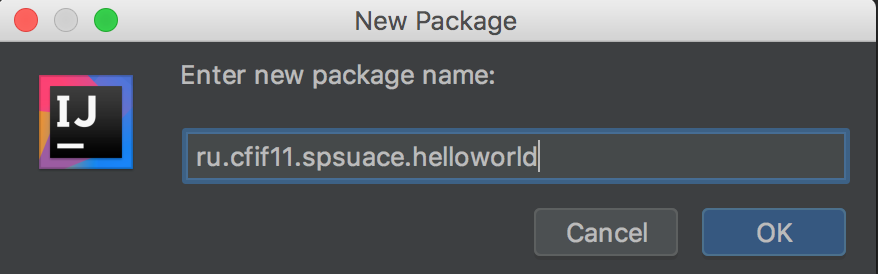 New Package
IJ
Enter new package name:
ru.cfif11.spsuace.helloworld
Cancel
OK